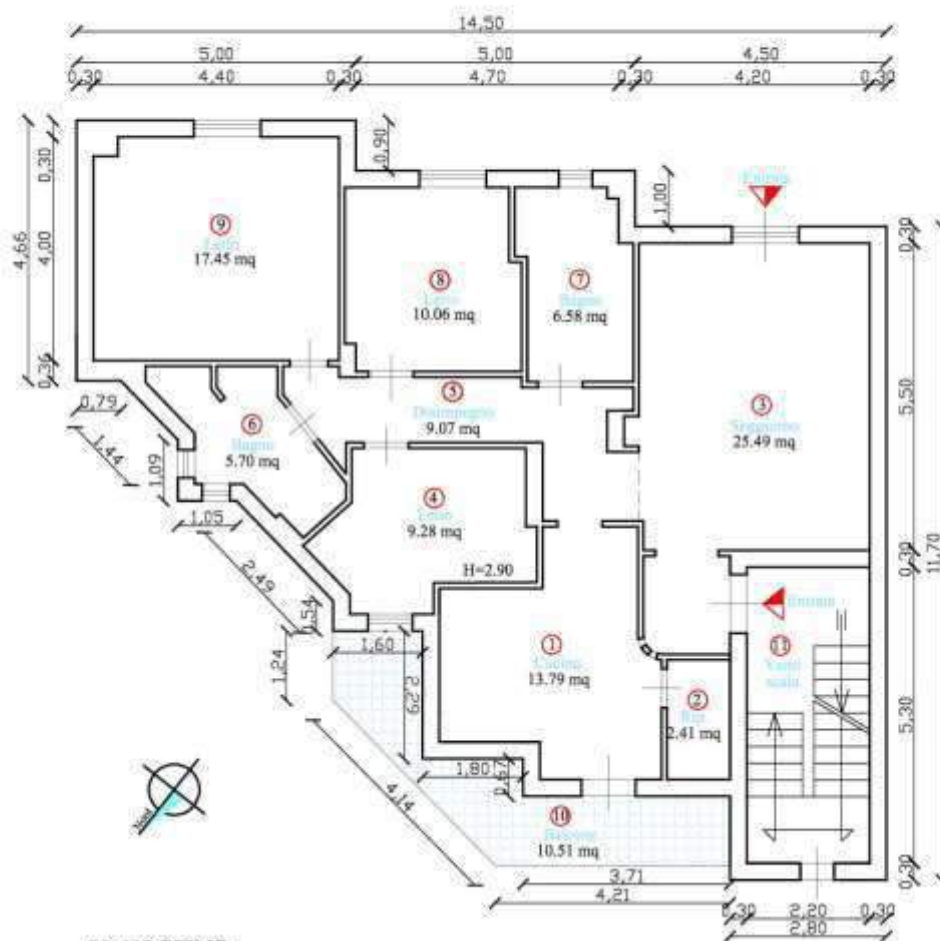 14,50
5,00 5,00 4,50
0,30 4,40 0,30 4,70 0,30 4,20 0,30
0,30
0,90
4,66
4,00
0,36
1,00
Entrata
0,30
9
Letto
17.45 mq
8
Letto
10.06 mq
7
Bagno
6.58 mq
5
Disimpegno
9.07 mq
3
Soggiorno
25.49 mq
5,50
6
Bagno
5.70 mq
0,79
1,44
1,09
1,05
4
9.28 mq
H=2.90
2,49
0,54
1,24
1,60
2,29
0,30
11,70
Entrata
11
Vano
scala
1
Cucina
13.79 mq
2
Rip
2.41 mq
5,30
1,80
0,67
4,14
Nord
10
Balcone
10.51 mq
3,71
4,21
0,30
0,30 2,20 0,30
2,80